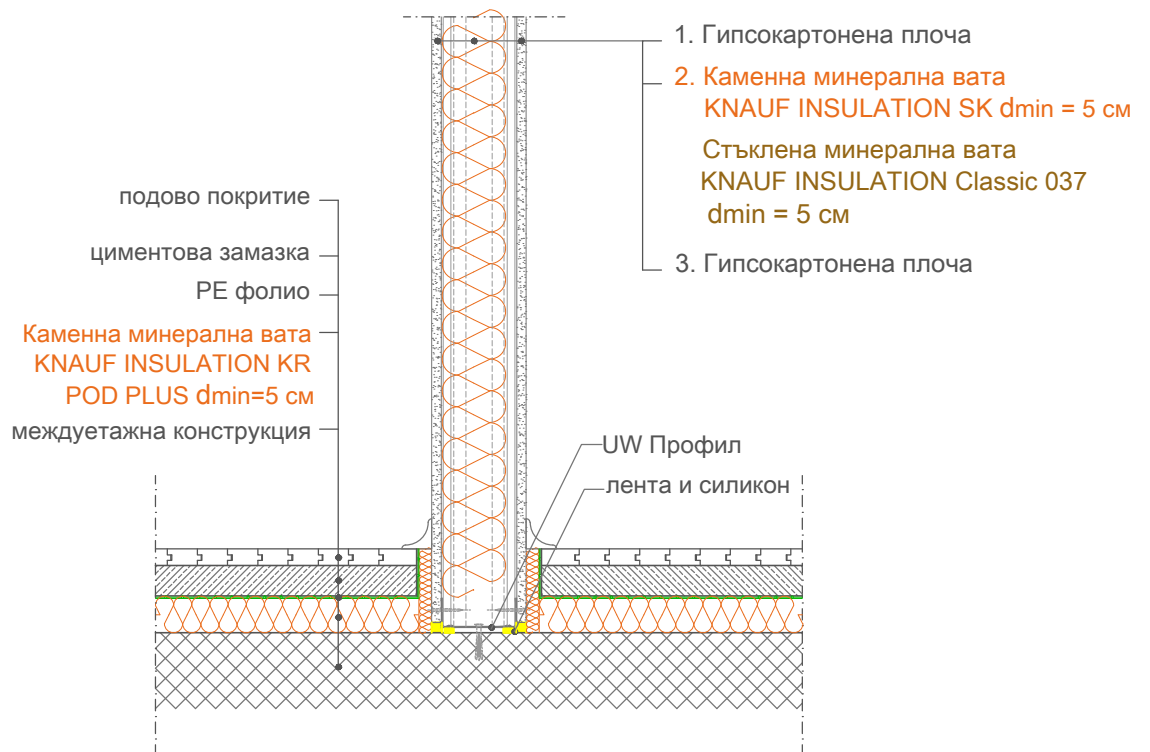 1. Гипсокартонена плоча
2. Каменна минерална вата
KNAUF INSULATION SK dmin = 5 см
Стъклена минерална вата
KNAUF INSULATION Classic 037
dmin = 5 см
3. Гипсокартонена плоча
подово покритие
циментова замазка
PE фолио
Каменна минерална вата
KNAUF INSULATION KR
POD PLUS dmin=5 см
междуетажна конструкция
UW Профил
лента и силикон